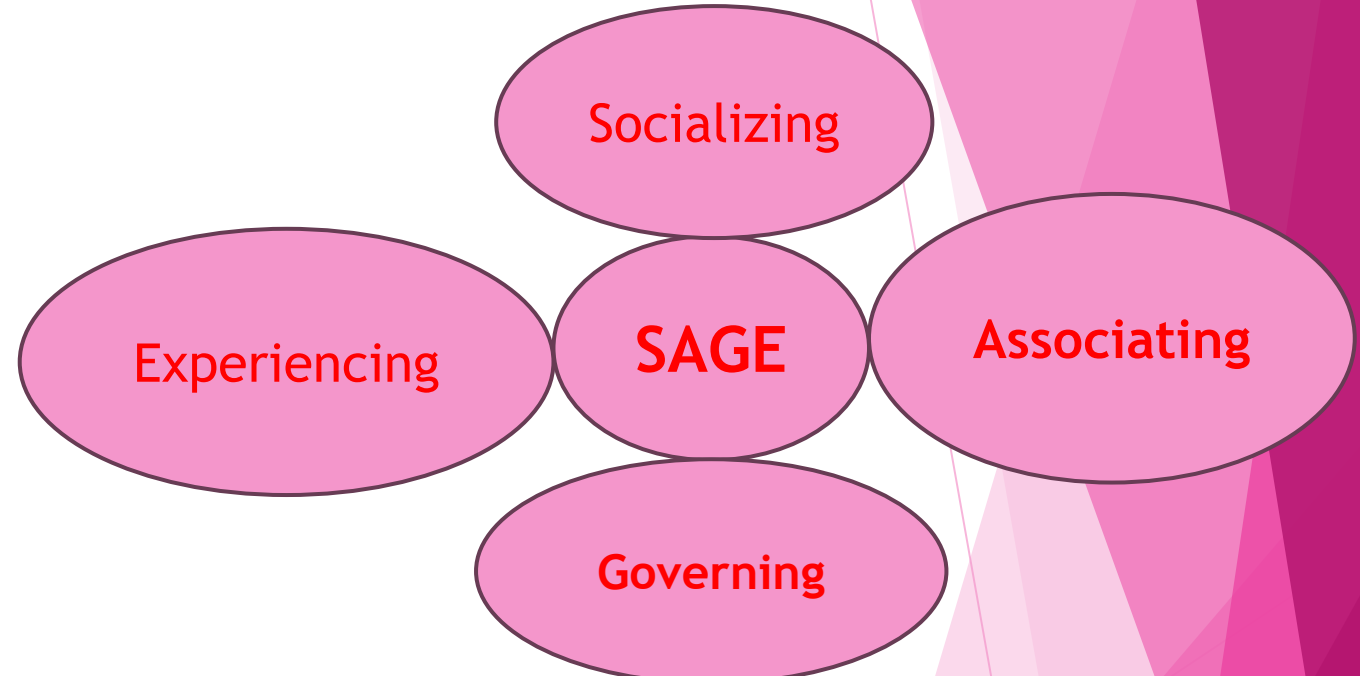 Socializing
Experiencing
SAGE
Associating
Governing